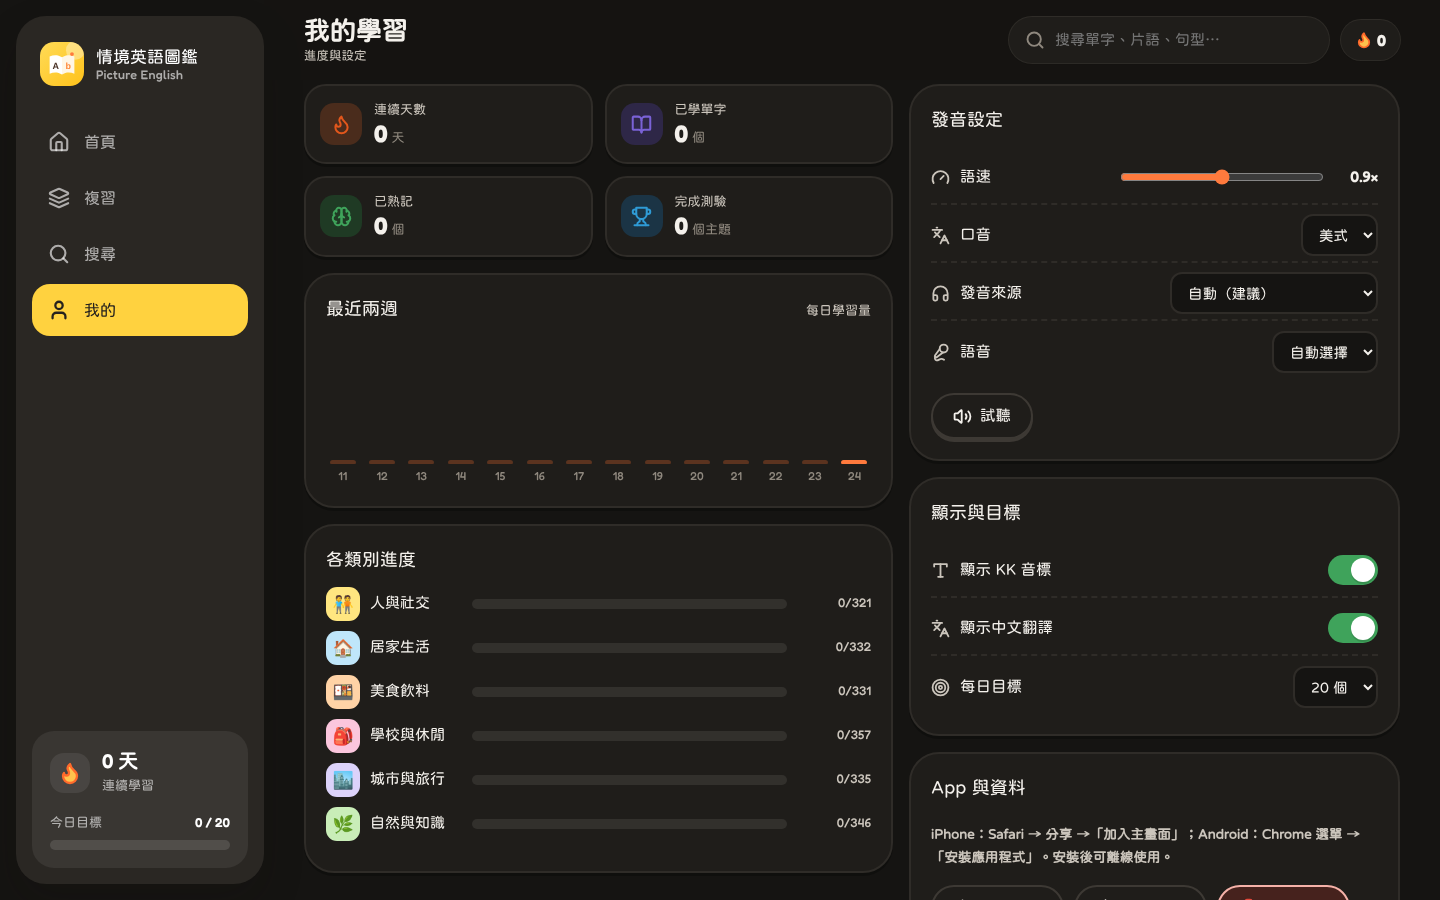 情境英語圖鑑
Picture English
首頁
複習
搜尋
我的
0 天
連續學習
今日目標
0 / 20
我的學習
進度與設定
搜尋單字、片語、句型…
0
連續天數
0 天
已學單字
0 個
已熟記
0 個
完成測驗
0 個主題
最近兩週
每日學習量
11 12 13 14 15 16 17 18 19 20 21 22 23 24
各類別進度
人與社交 0/321
居家生活 0/332
美食飲料 0/331
學校與休閒 0/357
城市與旅行 0/335
自然與知識 0/346
發音設定
語速 0.9×
口音 美式
發音來源 自動（建議）
語音 自動選擇
試聽
顯示與目標
顯示 KK 音標
顯示中文翻譯
每日目標 20 個
App 與資料
iPhone：Safari → 分享 →「加入主畫面」；Android：Chrome 選單 →
「安裝應用程式」。安裝後可離線使用。